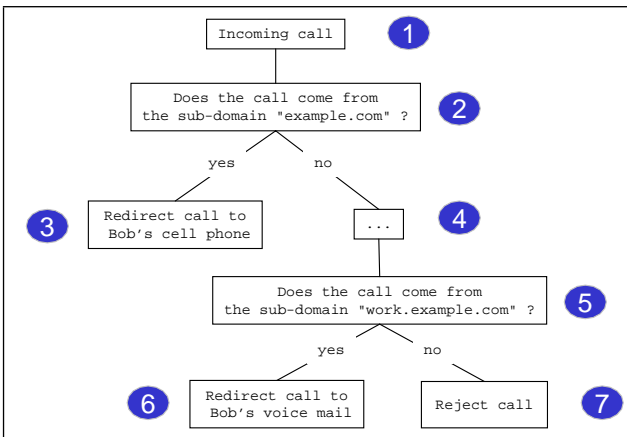 Incoming call
1
Does the call come from
the sub-domain "example.com" ?
2
yes
no
3
Redirect call to
Bob's cell phone
...
4
Does the call come from
the sub-domain "work.example.com" ?
5
yes
no
6
Redirect call to
Bob's voice mail
Reject call
7